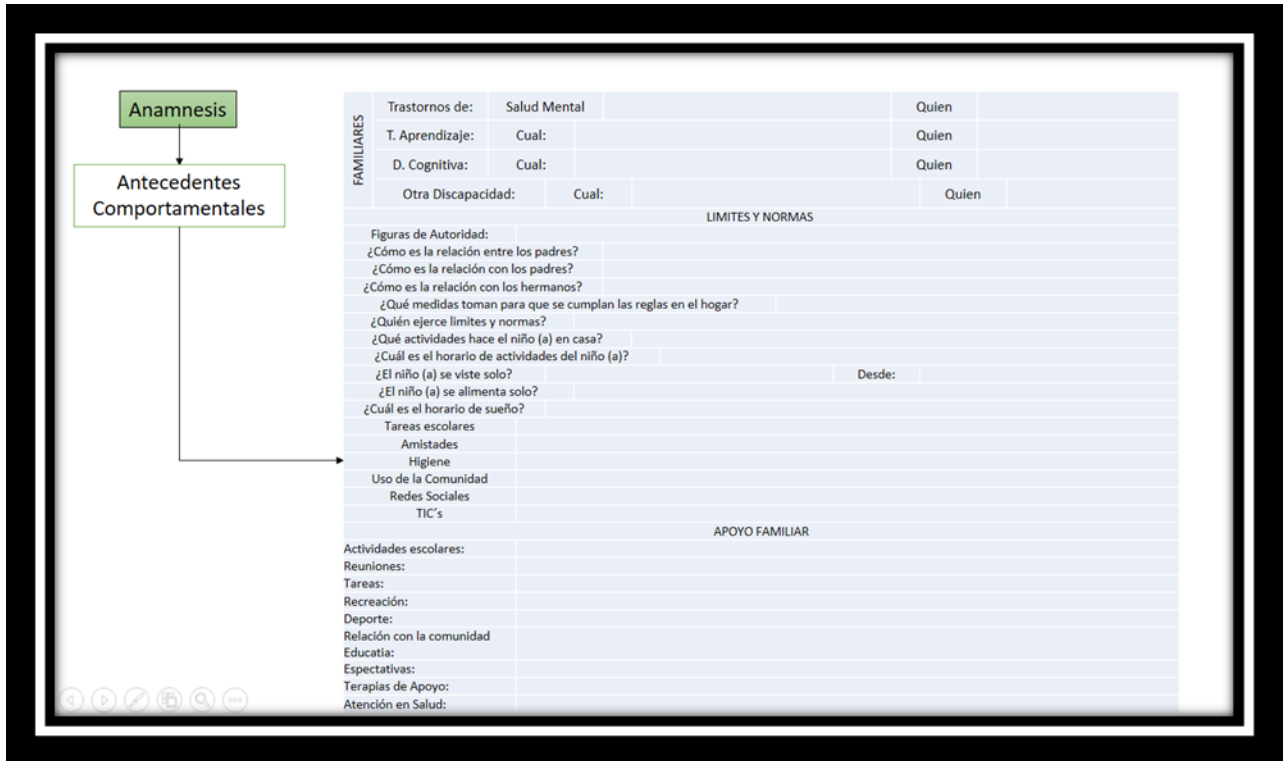 Anamnesis
Antecedentes
Comportamentales
FAMILIARES
Trastornos de: Salud Mental Quien
T. Aprendizaje: Cual: Quien
D. Cognitiva: Cual: Quien
Otra Discapacidad: Cual: Quien
LIMITES Y NORMAS
Figuras de Autoridad:
¿Cómo es la relación entre los padres?
¿Cómo es la relación con los padres?
¿Cómo es la relación con los hermanos?
¿Qué medidas toman para que se cumplan las reglas en el hogar?
¿Quién ejerce limites y normas?
¿Qué actividades hace el niño (a) en casa?
¿Cuál es el horario de actividades del niño (a)?
¿El niño (a) se viste solo? Desde:
¿El niño (a) se alimenta solo?
¿Cuál es el horario de sueño?
Tareas escolares
Amistades
Higiene
Uso de la Comunidad
Redes Sociales
TIC´s
APOYO FAMILIAR
Actividades escolares:
Reuniones:
Tareas:
Recreación:
Deporte:
Relación con la comunidad
Educatia:
Espectativas:
Terapias de Apoyo:
Atención en Salud: